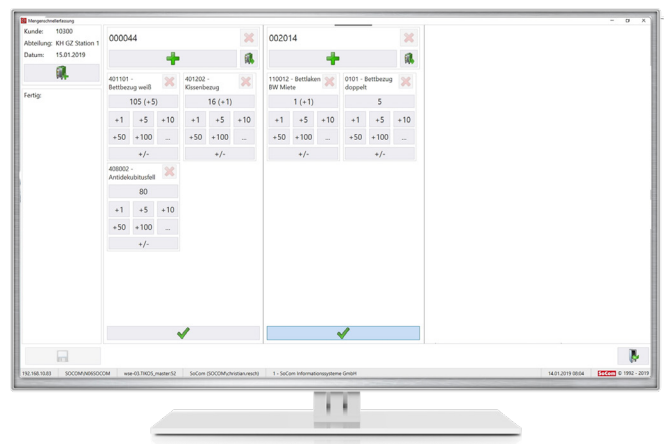 Mengenschnellerfassung
Kunde: 10300
Abteilung: KH GZ Station 1
Datum: 15.01.2019
Fertig:
000044
401101 -
Bettbezug weiß
105 (+5)
+1 +5 +10
+50 +100 ...
+/-
401202 -
Kissenbezug
16 (+1)
+1 +5 +10
+50 +100 ...
+/-
408002 -
Antidekubitusfell
80
+1 +5 +10
+50 +100 ...
+/-
002014
110012 - Bettlaken
BW Miete
1 (+1)
+1 +5 +10
+50 +100 ...
+/-
0101 - Bettbezug
doppelt
5
+1 +5 +10
+50 +100 ...
+/-
192.168.10.83 SOCOM\N06SOCOM wse-03.TIKOS_master:52 SoCom (SOCOM\christian.resch) 1 - SoCom Informationssysteme GmbH 14.01.2019 08:04 SoCom © 1992 - 2019